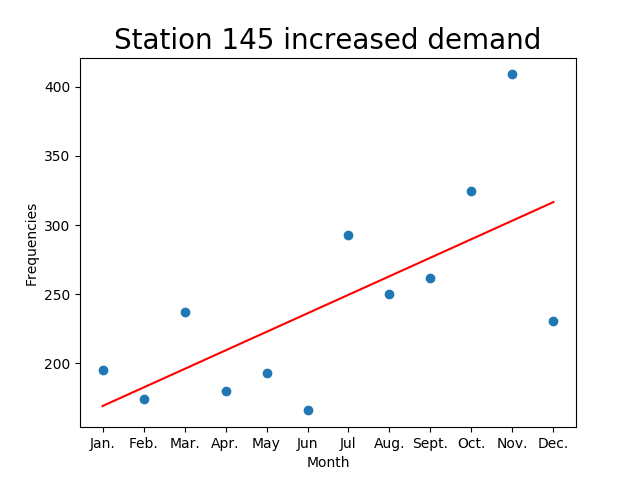 Station 145 increased demand
400
350
300
250
200
Frequencies
Jan. Feb. Mar. Apr. May Jun Jul Aug. Sept. Oct. Nov. Dec.
Month